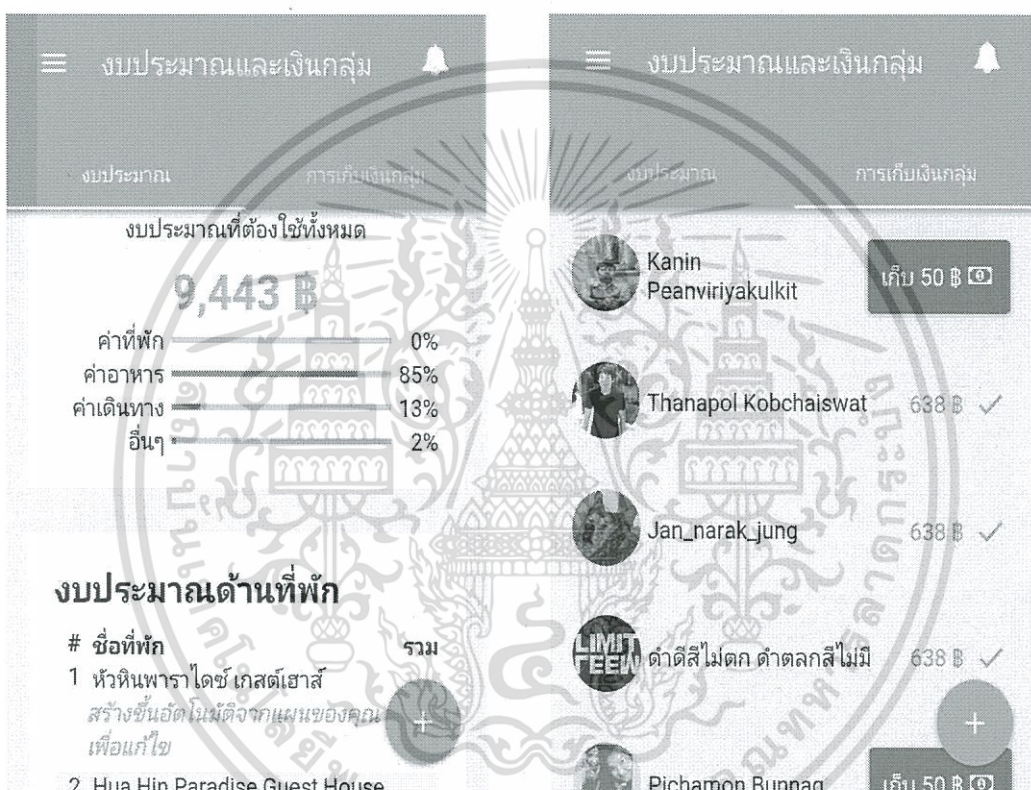 งบประมาณและเงินกลุ่ม
งบประมาณ การเก็บเงินกลุ่ม
งบประมาณที่ต้องใช้ทั้งหมด
9,443 ฿
ค่าที่พัก 0%
ค่าอาหาร 85%
ค่าเดินทาง 13%
อื่นๆ 2%
งบประมาณด้านที่พัก
# ชื่อที่พัก รวม
1 หัวหินพาราไดซ์ เกสต์เฮาส์
สร้างขึ้นอัตโนมัติจากแผนของคุณ
เพื่อแก้ไข
2 Hua Hin Paradise Guest House
งบประมาณและเงินกลุ่ม
งบประมาณ การเก็บเงินกลุ่ม
Kanin
Peanviriyakulkit
เก็บ 50 ฿
Thanapol Kobchaiswat 638 ฿
Jan_narak_jung 638 ฿
LIMIT
TEEN
ดำดีสีไม่ตก ดำตลกสีไม่มี 638 ฿
Pichamon Bunnag เก็บ 50 ฿
+
+